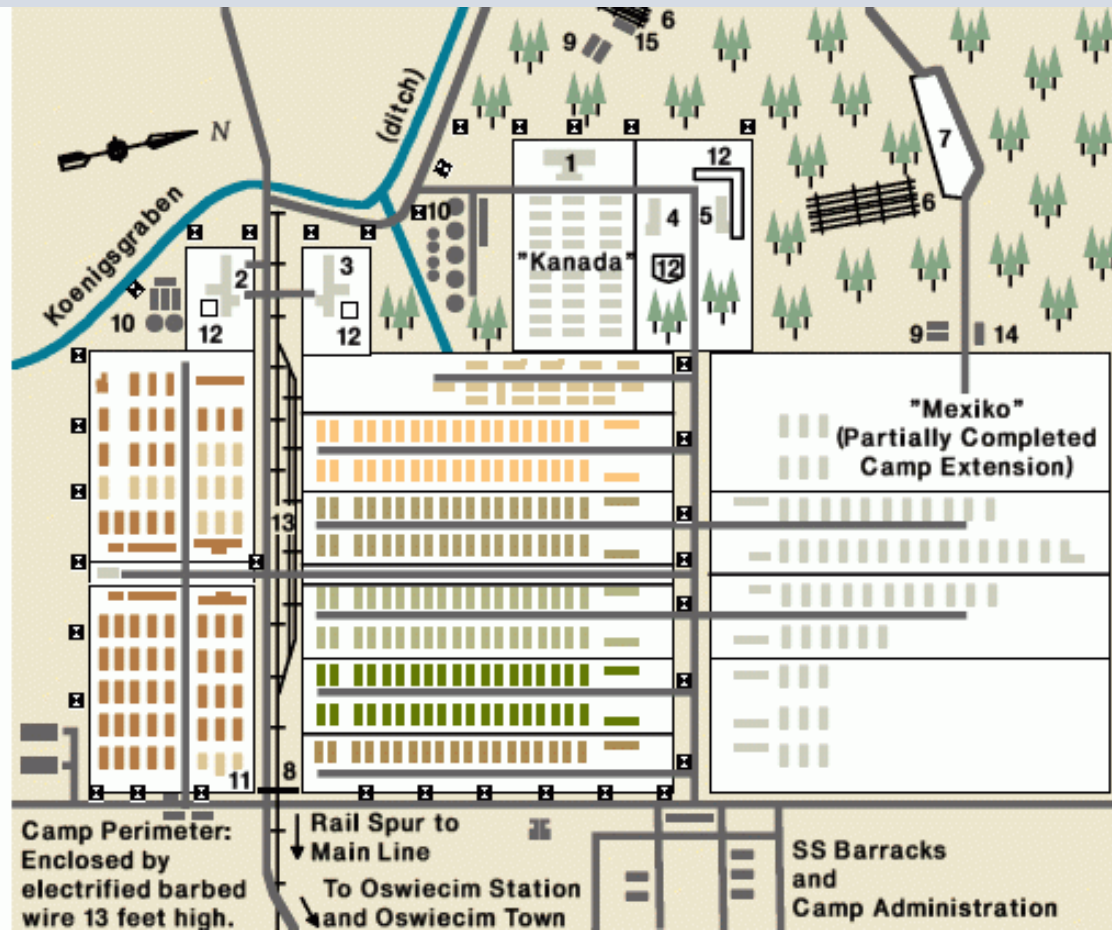 6
9
15
(ditch)
N
7
1
12
10
4
5
6
Koenigsgraben
"Kanada"
12
2
3
10
12
12
9
14
"Mexiko"
(Partially Completed
Camp Extension)
13
11
8
Camp Perimeter:
Enclosed by
electrified barbed
wire 13 feet high.
Rail Spur to
Main Line
To Oswiecim Station
and Oswiecim Town
SS Barracks
and
Camp Administration